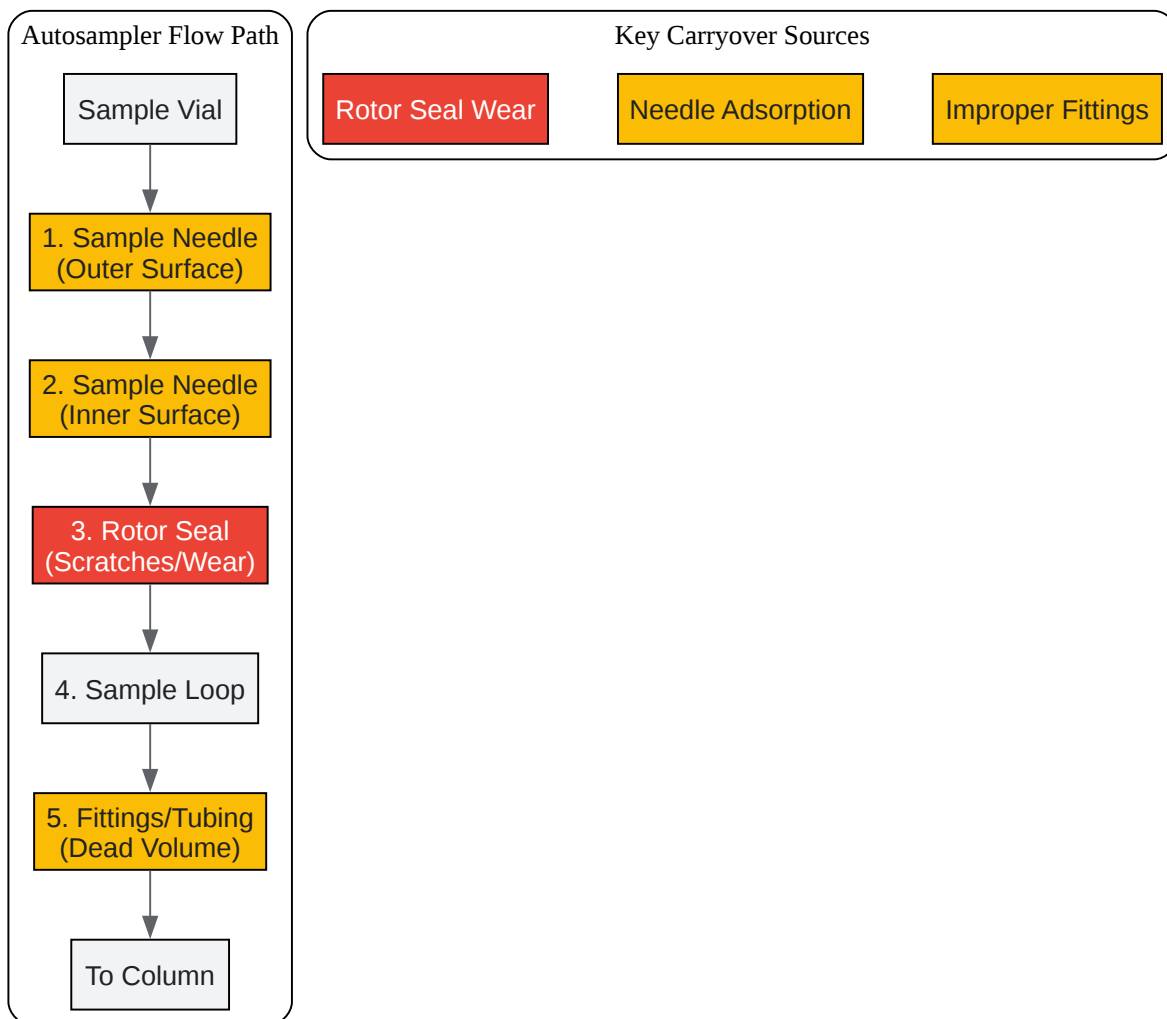 Autosampler Flow Path
Sample Vial
1. Sample Needle
(Outer Surface)
2. Sample Needle
(Inner Surface)
3. Rotor Seal
(Scratches/Wear)
4. Sample Loop
5. Fittings/Tubing
(Dead Volume)
To Column
Key Carryover Sources
Rotor Seal Wear
Needle Adsorption
Improper Fittings